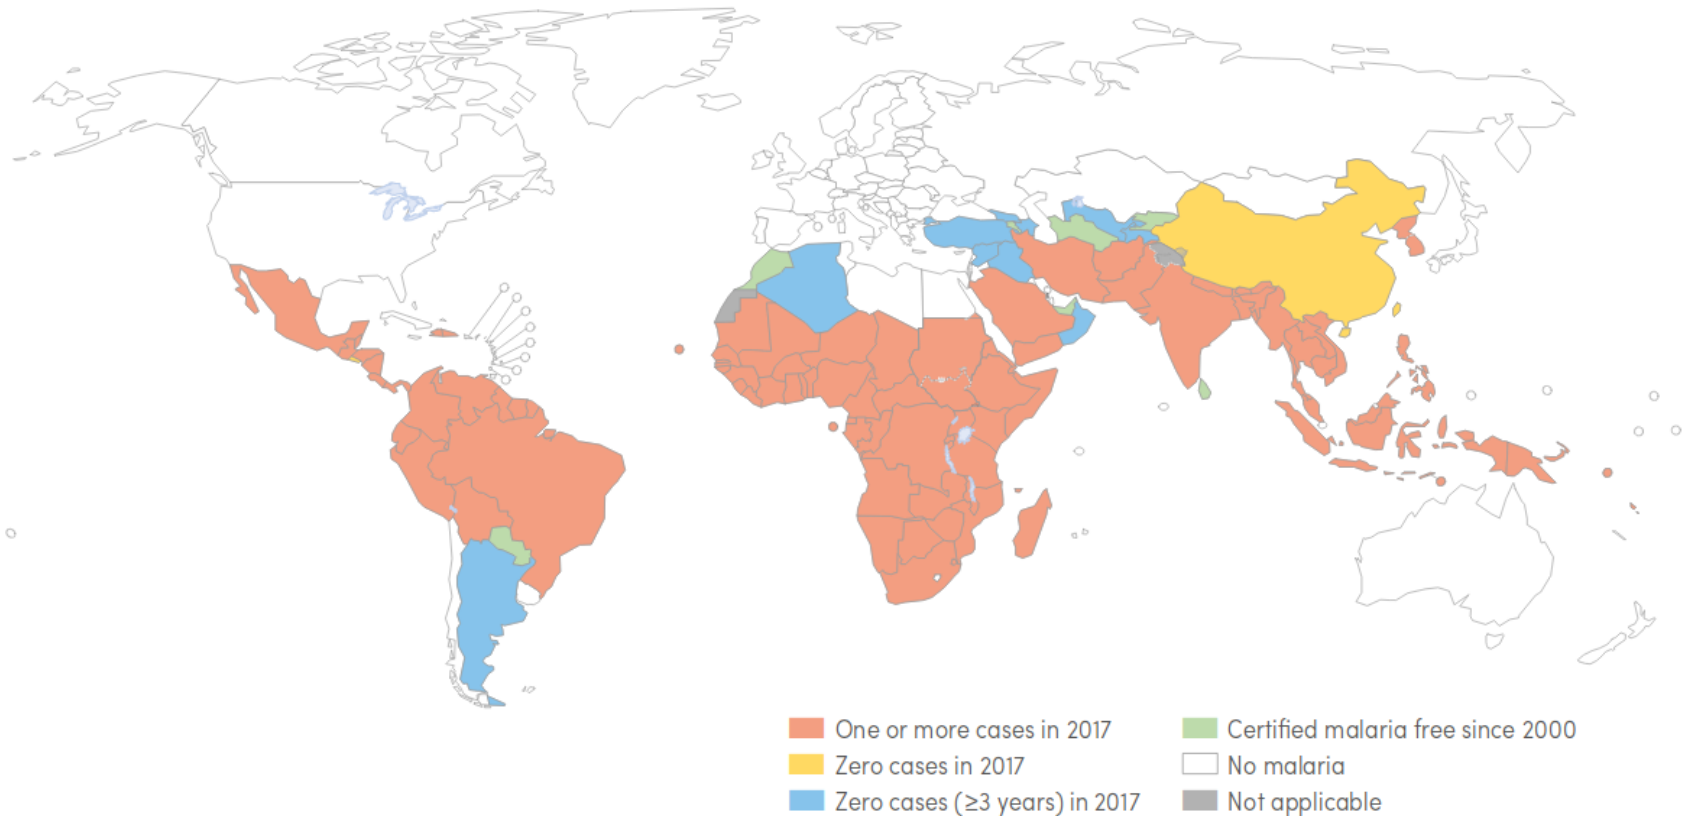 One or more cases in 2017
Zero cases in 2017
Zero cases (≥3 years) in 2017
Certified malaria free since 2000
No malaria
Not applicable